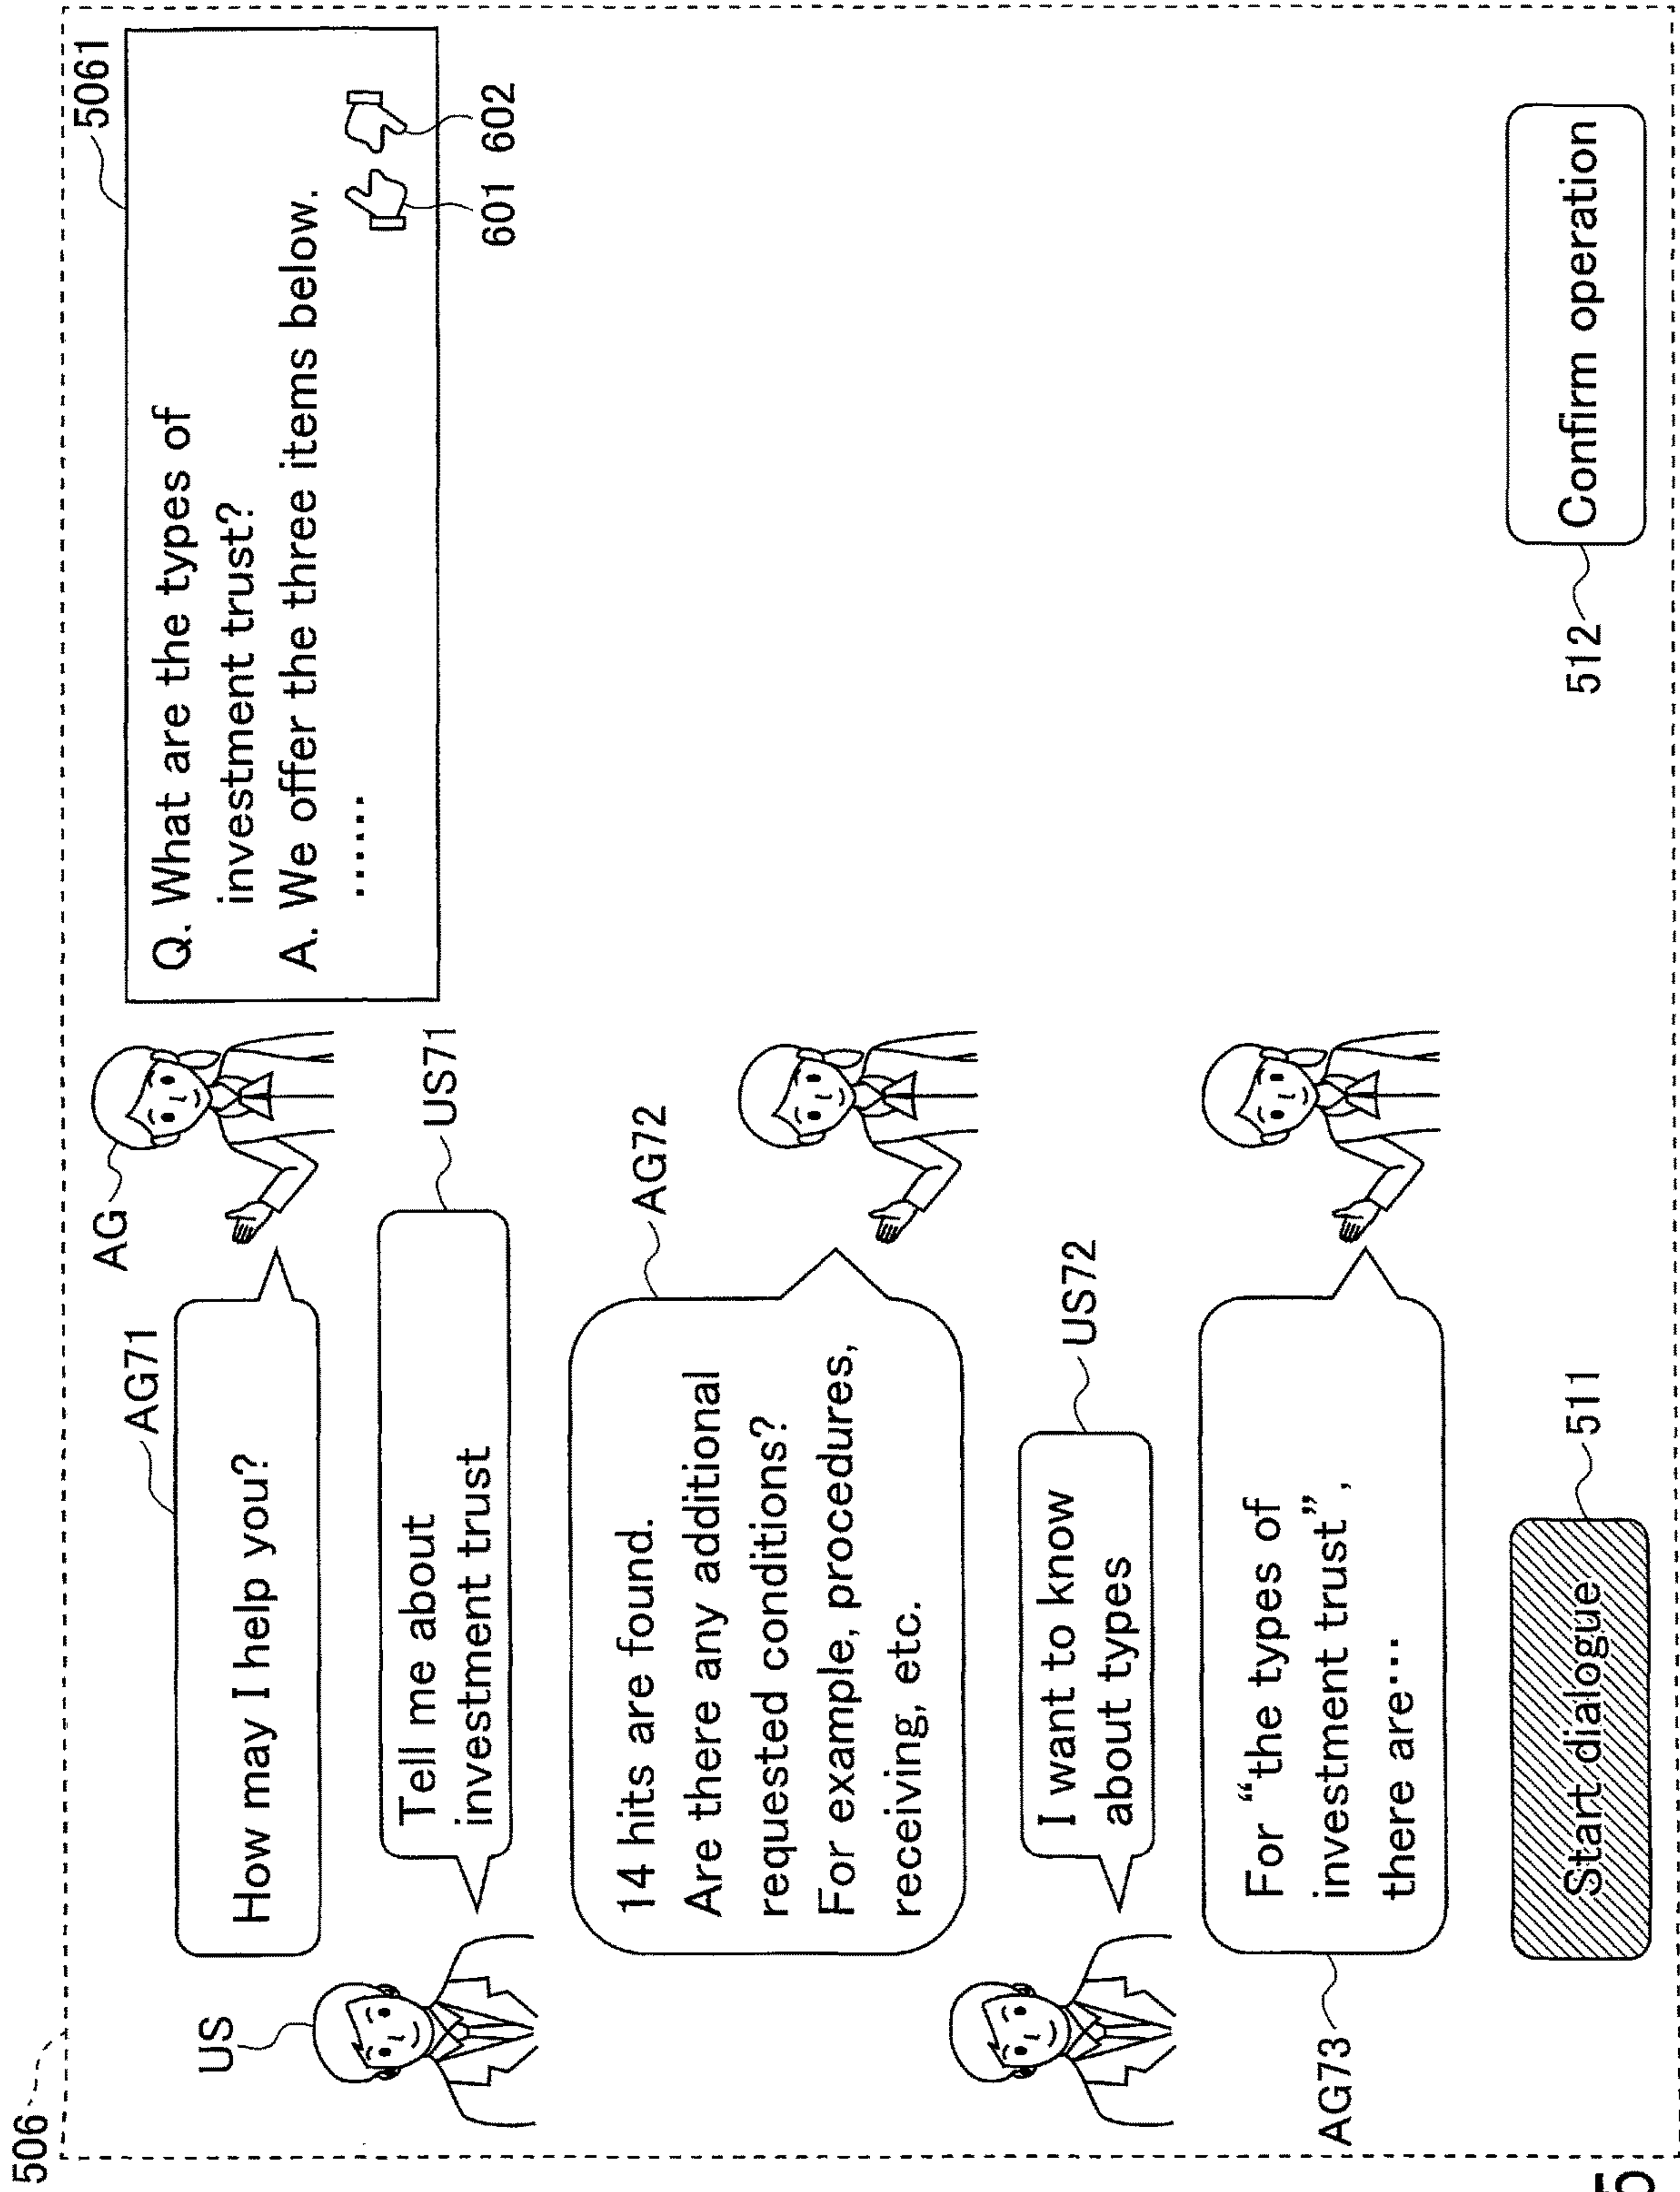 506
US
AG71
How may I help you?
AG
5061
Q. What are the types of
investment trust?
A. We offer the three items below.
......
601
602
US71
Tell me about
investment trust
AG72
14 hits are found.
Are there any additional
requested conditions?
For example, procedures,
receiving, etc.
US72
I want to know
about types
AG73
For “the types of
investment trust”,
there are...
Start dialogue
511
512
Confirm operation